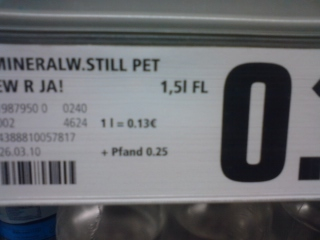 MINERALW.STILL PET
EW R JA! 1,5l FL
2987950 0 0240
002 4624 1 l = 0.13€
4388810057817
26.03.10 + Pfand 0.25
0.